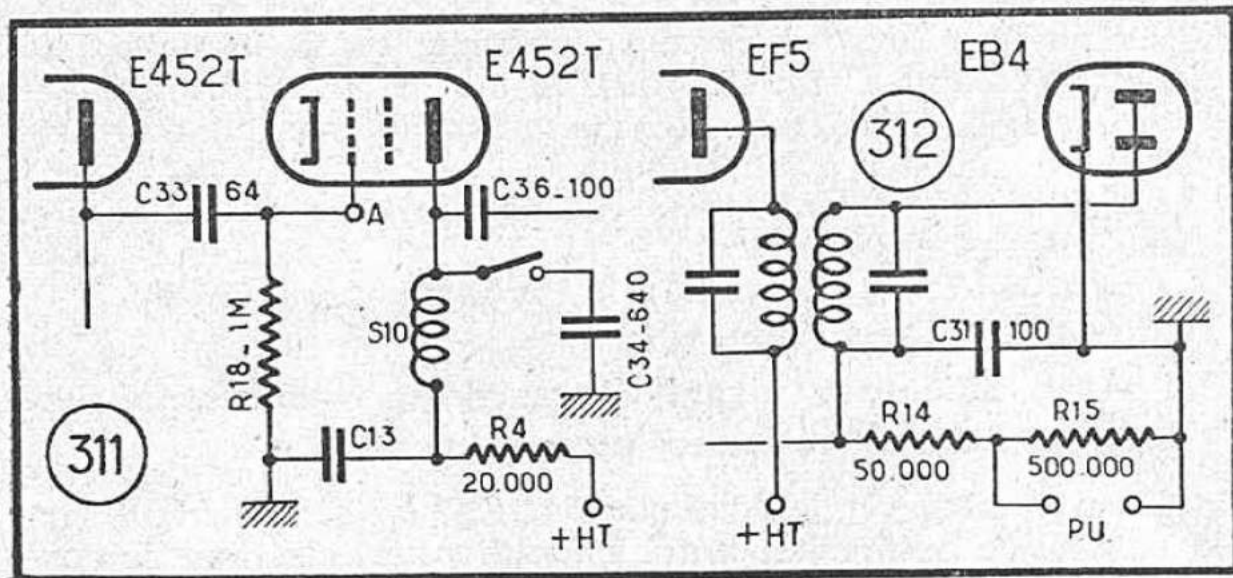 E452T
E452T
C33
64
A
C36_100
R18_1M
S10
C34-640
C13
R4
20.000
+HT
311
EF5
EB4
312
C31
100
R14
50.000
R15
500.000
PU
+HT